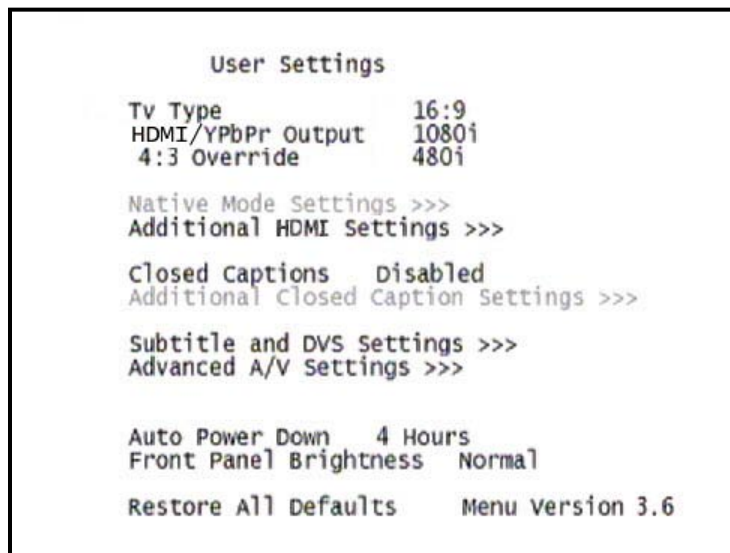 User Settings
Tv Type 16:9
HDMI/YPbPr Output 1080i
4:3 Override 480i
Native Mode Settings >>>
Additional HDMI Settings >>>
Closed Captions Disabled
Additional Closed Caption Settings >>>
Subtitle and DVS Settings >>>
Advanced A/V Settings >>>
Auto Power Down 4 Hours
Front Panel Brightness Normal
Restore All Defaults Menu Version 3.6